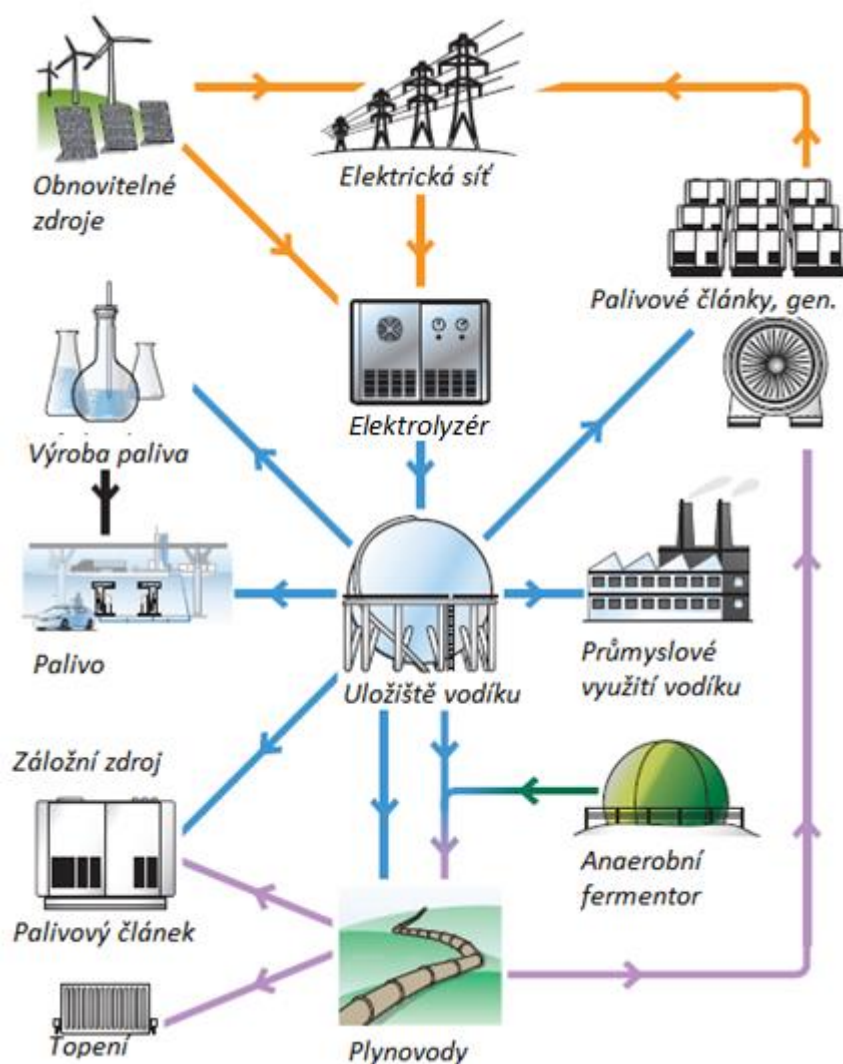 Obnovitelné
zdroje
Elektrická síť
Palivové články, gen.
Elektrolyzér
Výroba paliva
Palivo
Uložiště vodíku
Průmyslové
využití vodíku
Záložní zdroj
Palivový článek
Anaerobní
fermentor
Topení
Plynovody